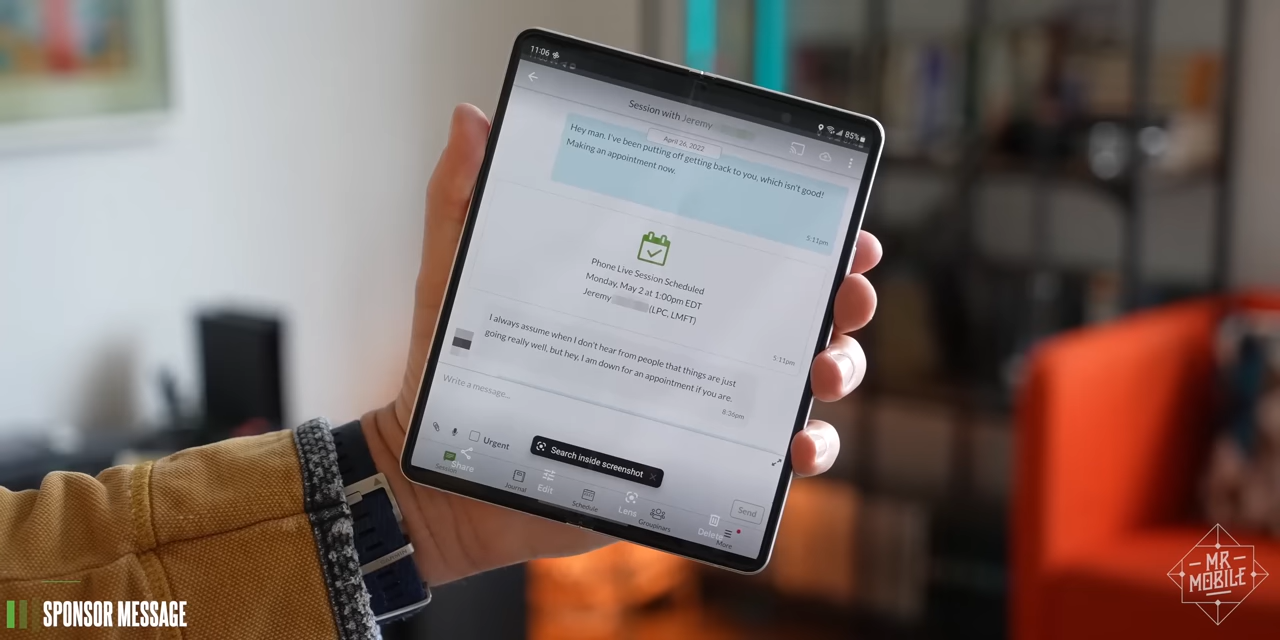 11:06
85%
Session with Jeremy
April 26, 2022
Hey man. I've been putting off getting back to you, which isn't good!
Making an appointment now.
5:11pm
Phone Live Session Scheduled
Monday, May 2 at 1:00pm EDT
Jeremy (LPC, LMFT)
5:11pm
I always assume when I don't hear from people that things are just
going really well, but hey, I am down for an appointment if you are.
8:36pm
Write a message...
Urgent
Search inside screenshot
Send
Share
Journal
Edit
Schedule
Lens
Groupinars
Delete
More
SPONSOR MESSAGE
MR
MOBILE